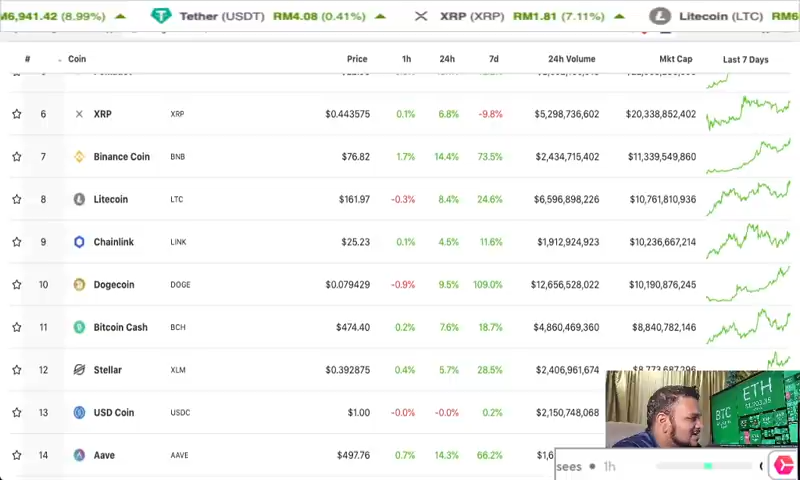 M6,941.42 (8.99%) Tether (USDT) RM4.08 (0.41%) XRP (XRP) RM1.81 (7.11%) Litecoin (LTC) RM6
# Coin Price 1h 24h 7d 24h Volume Mkt Cap Last 7 Days
6 XRP XRP $0.443575 0.1% 6.8% -9.8% $5,298,736,602 $20,338,852,402
7 Binance Coin BNB $76.82 1.7% 14.4% 73.5% $2,434,715,402 $11,339,549,860
8 Litecoin LTC $161.97 -0.3% 8.4% 24.6% $6,596,898,226 $10,761,810,936
9 Chainlink LINK $25.23 0.1% 4.5% 11.6% $1,912,924,923 $10,236,667,214
10 Dogecoin DOGE $0.079429 -0.9% 9.5% 109.0% $12,656,528,022 $10,190,876,245
11 Bitcoin Cash BCH $474.40 0.2% 7.6% 18.7% $4,860,469,360 $8,840,782,146
12 Stellar XLM $0.392875 0.4% 5.7% 28.5% $2,406,961,674 $8,773,687,296
13 USD Coin USDC $1.00 -0.0% -0.0% 0.2% $2,150,748,068
14 Aave AAVE $497.76 0.7% 14.3% 66.2% $1,6
ETH
BTC
sees • 1h